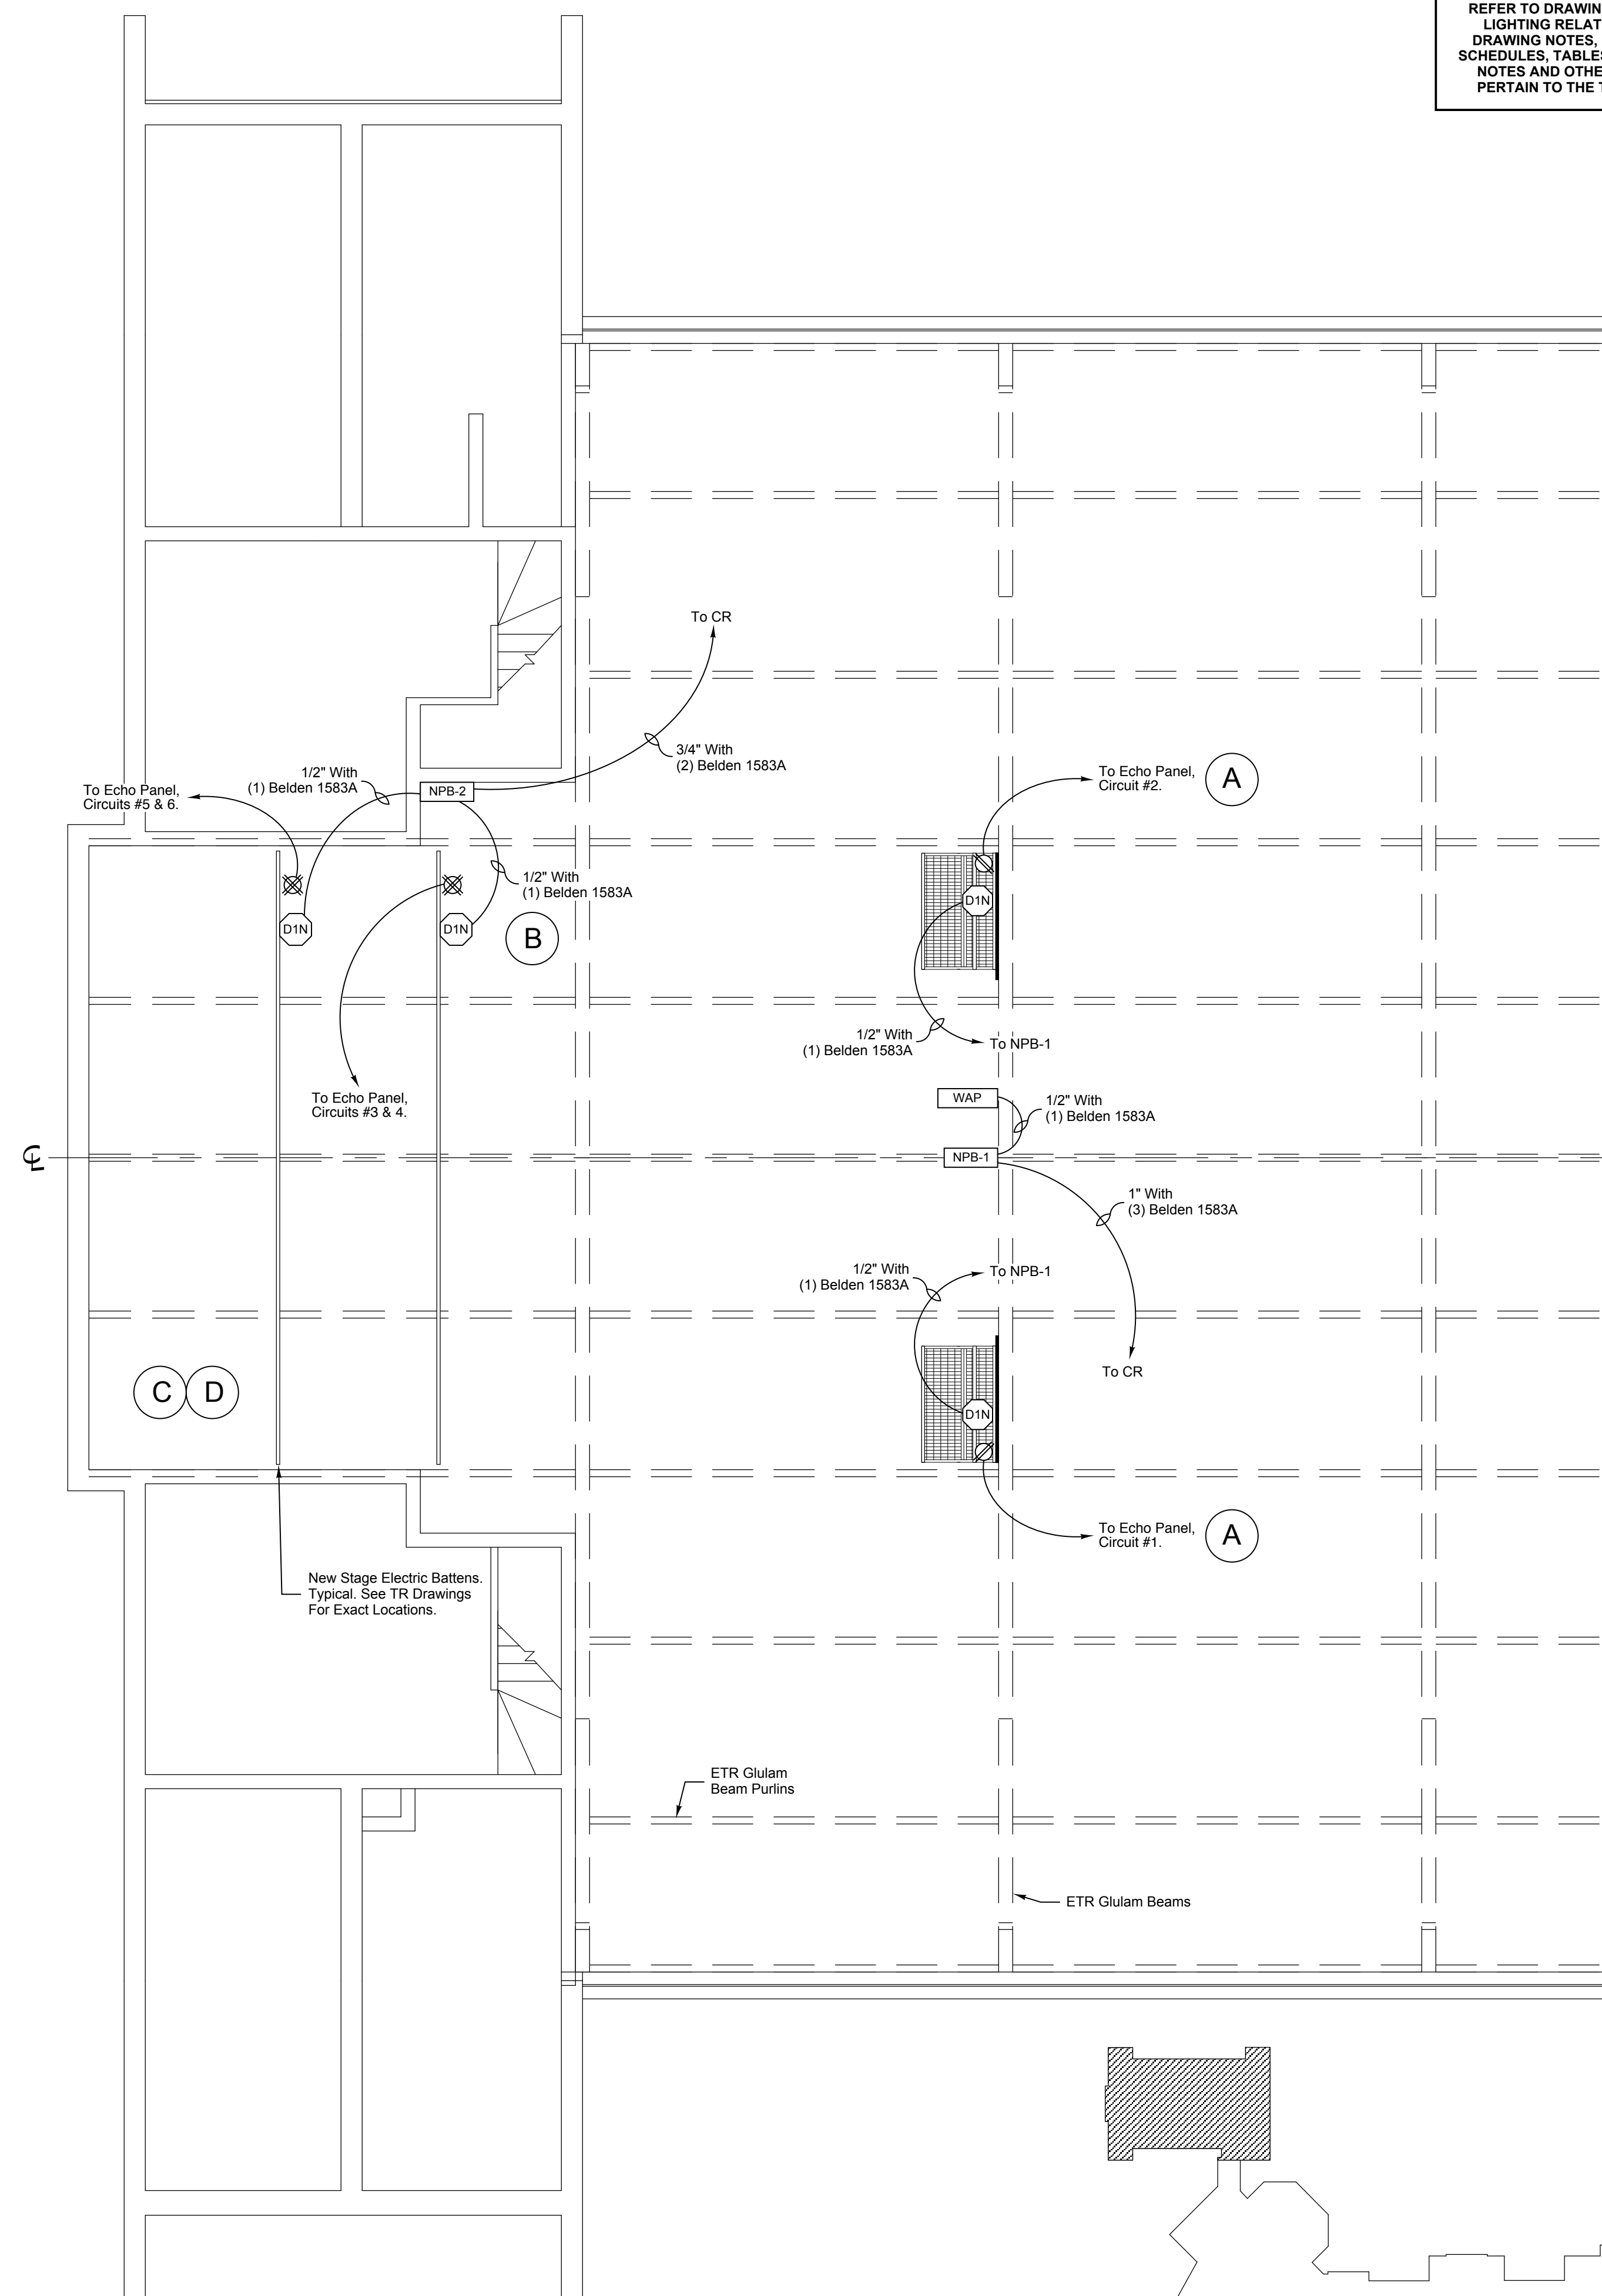 REFER TO DRAWIN
LIGHTING RELAT
DRAWING NOTES,
SCHEDULES, TABLES
NOTES AND OTHE
PERTAIN TO THE T
To CR
3/4" With
(2) Belden 1583A
1/2" With
(1) Belden 1583A
To Echo Panel,
Circuits #5 & 6.
NPB-2
To Echo Panel,
Circuit #2.
A
1/2" With
(1) Belden 1583A
D1N
D1N
B
D1N
1/2" With
(1) Belden 1583A
To NPB-1
To Echo Panel,
Circuits #3 & 4.
WAP
1/2" With
(1) Belden 1583A
℄
NPB-1
1" With
(3) Belden 1583A
1/2" With
(1) Belden 1583A
To NPB-1
To CR
C
D
D1N
To Echo Panel,
Circuit #1.
A
New Stage Electric Battens.
Typical. See TR Drawings
For Exact Locations.
ETR Glulam
Beam Purlins
ETR Glulam Beams